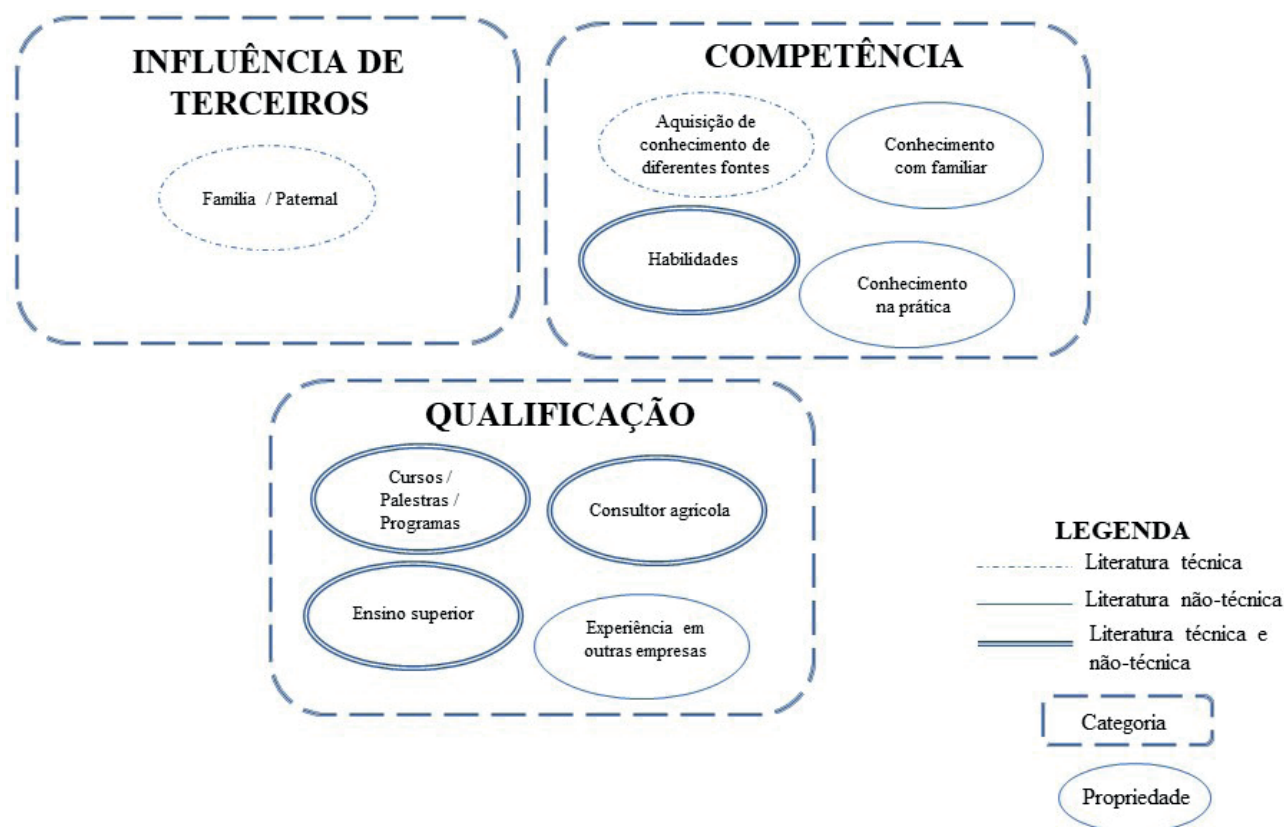 INFLUÊNCIA DE
TERCEIROS
Familia / Paternal
COMPETÊNCIA
Aquisição de
conhecimento de
diferentes fontes
Conhecimento
com familiar
Habilidades
Conhecimento
na prática
QUALIFICAÇÃO
Cursos /
Palestras /
Programas
Consultor agricola
Ensino superior
Experiência em
outras empresas
LEGENDA
Literatura técnica
Literatura não-técnica
Literatura técnica e
não-técnica
Categoria
Propriedade